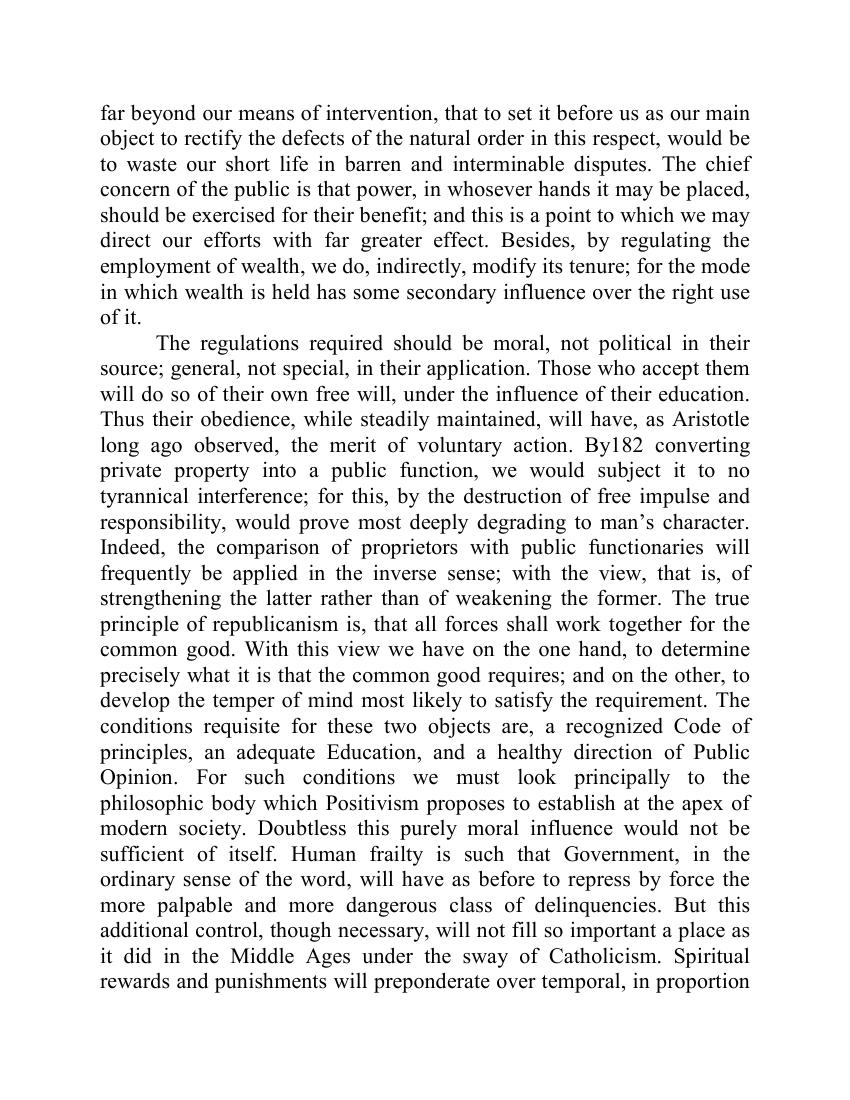 far beyond our means of intervention, that to set it before us as our main
object to rectify the defects of the natural order in this respect, would be
to waste our short life in barren and interminable disputes. The chief
concern of the public is that power, in whosever hands it may be placed,
should be exercised for their benefit; and this is a point to which we may
direct our efforts with far greater effect. Besides, by regulating the
employment of wealth, we do, indirectly, modify its tenure; for the mode
in which wealth is held has some secondary influence over the right use
of it.
The regulations required should be moral, not political in their
source; general, not special, in their application. Those who accept them
will do so of their own free will, under the influence of their education.
Thus their obedience, while steadily maintained, will have, as Aristotle
long ago observed, the merit of voluntary action. By182 converting
private property into a public function, we would subject it to no
tyrannical interference; for this, by the destruction of free impulse and
responsibility, would prove most deeply degrading to man’s character.
Indeed, the comparison of proprietors with public functionaries will
frequently be applied in the inverse sense; with the view, that is, of
strengthening the latter rather than of weakening the former. The true
principle of republicanism is, that all forces shall work together for the
common good. With this view we have on the one hand, to determine
precisely what it is that the common good requires; and on the other, to
develop the temper of mind most likely to satisfy the requirement. The
conditions requisite for these two objects are, a recognized Code of
principles, an adequate Education, and a healthy direction of Public
Opinion. For such conditions we must look principally to the
philosophic body which Positivism proposes to establish at the apex of
modern society. Doubtless this purely moral influence would not be
sufficient of itself. Human frailty is such that Government, in the
ordinary sense of the word, will have as before to repress by force the
more palpable and more dangerous class of delinquencies. But this
additional control, though necessary, will not fill so important a place as
it did in the Middle Ages under the sway of Catholicism. Spiritual
rewards and punishments will preponderate over temporal, in proportion